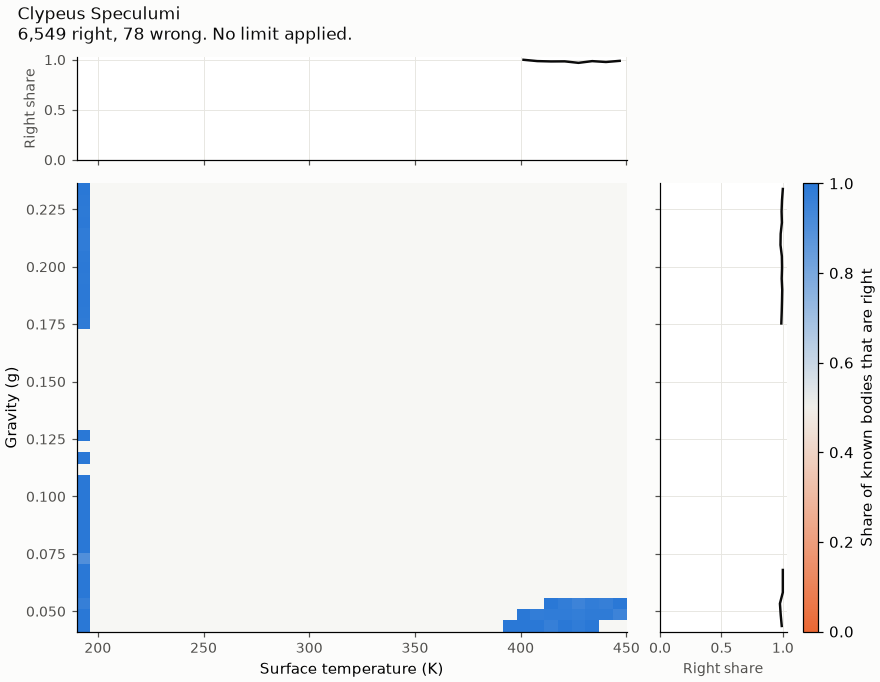 Clypeus Speculumi
6,549 right, 78 wrong. No limit applied.
Right share
1.0
0.5
0.0
Gravity (g)
0.225
0.200
0.175
0.150
0.125
0.100
0.075
0.050
200 250 300 350 400 450
Surface temperature (K)
0.0 0.5 1.0
Right share
1.0
0.8
0.6
0.4
0.2
0.0
Share of known bodies that are right